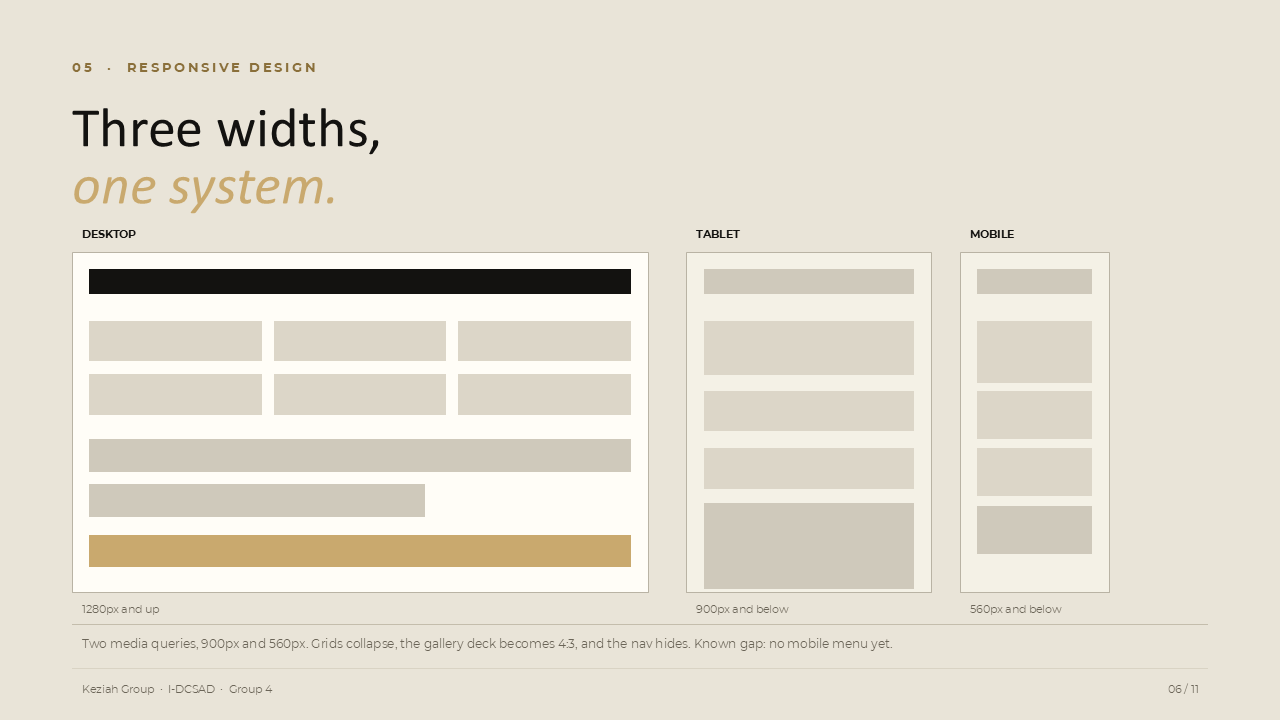 05 · RESPONSIVE DESIGN
Three widths,
one system.
DESKTOP
TABLET
MOBILE
1280px and up
900px and below
560px and below
Two media queries, 900px and 560px. Grids collapse, the gallery deck becomes 4:3, and the nav hides. Known gap: no mobile menu yet.
Keziah Group · I-DCSAD · Group 4
06 / 11